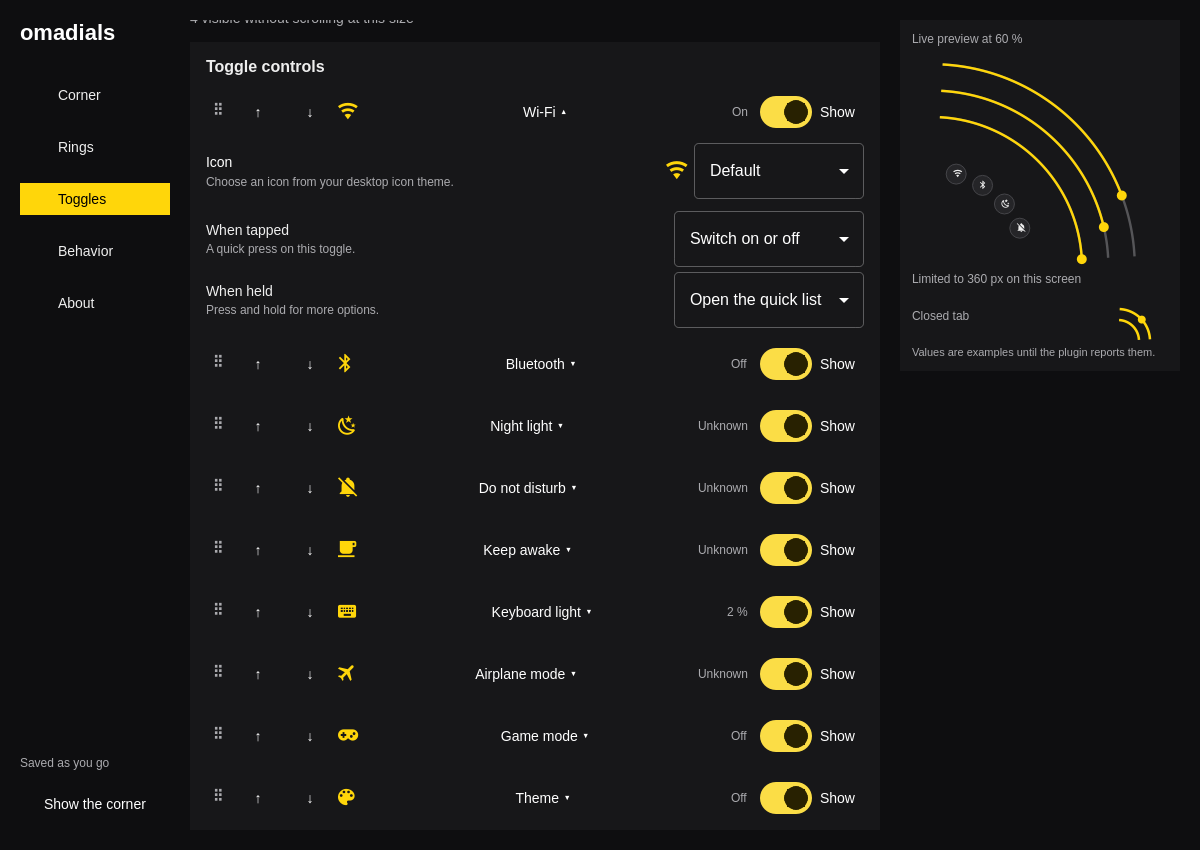 omadials
Corner
Rings
Toggles
Behavior
About
Saved as you go
Show the corner
4 visible without scrolling at this size
Toggle controls
↑ ↓ Wi-Fi ▴ On Show
Icon
Choose an icon from your desktop icon theme.
Default
When tapped
A quick press on this toggle.
Switch on or off
When held
Press and hold for more options.
Open the quick list
↑ ↓ Bluetooth ▾ Off Show
↑ ↓ Night light ▾ Unknown Show
↑ ↓ Do not disturb ▾ Unknown Show
↑ ↓ Keep awake ▾ Unknown Show
↑ ↓ Keyboard light ▾ 2 % Show
↑ ↓ Airplane mode ▾ Unknown Show
↑ ↓ Game mode ▾ Off Show
↑ ↓ Theme ▾ Off Show
Live preview at 60 %
Limited to 360 px on this screen
Closed tab
Values are examples until the plugin reports them.